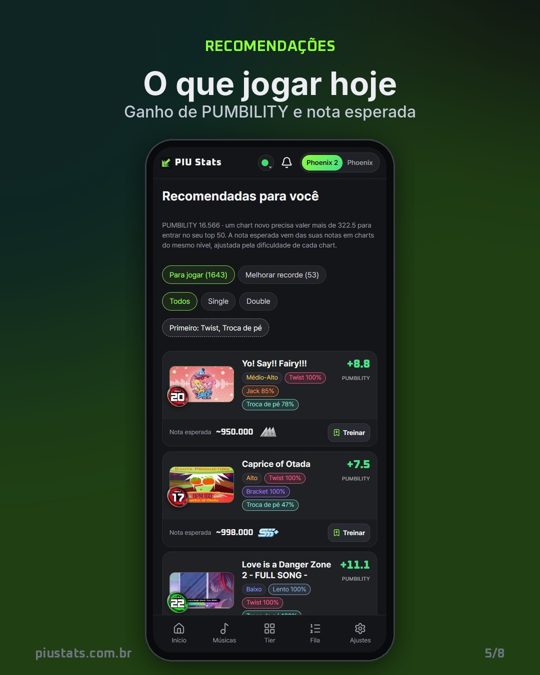 RECOMENDAÇÕES
O que jogar hoje
Ganho de PUMBILITY e nota esperada
PIU Stats
Phoenix 2 Phoenix
Recomendadas para você
PUMBILITY 16.566 · um chart novo precisa valer mais de 322.5 para
entrar no seu top 50. A nota esperada vem das suas notas em charts
do mesmo nível, ajustada pela dificuldade de cada chart.
Para jogar (1643) Melhorar recorde (53)
Todos Single Double
Primeiro: Twist, Troca de pé
Yo! Say!! Fairy!!! +8.8
Médio-Alto Twist 100% PUMBILITY
Jack 85%
20
Troca de pé 78%
Nota esperada ~950.000 Treinar
Caprice of Otada +7.5
Alto Twist 100% PUMBILITY
Bracket 100%
17
Troca de pé 47%
Nota esperada ~998.000 SS+ Treinar
Love is a Danger Zone +11.1
2 - FULL SONG -
PUMBILITY
Baixo Lento 100%
Twist 100%
22
Início Músicas Tier Fila Ajustes
piustats.com.br 5/8